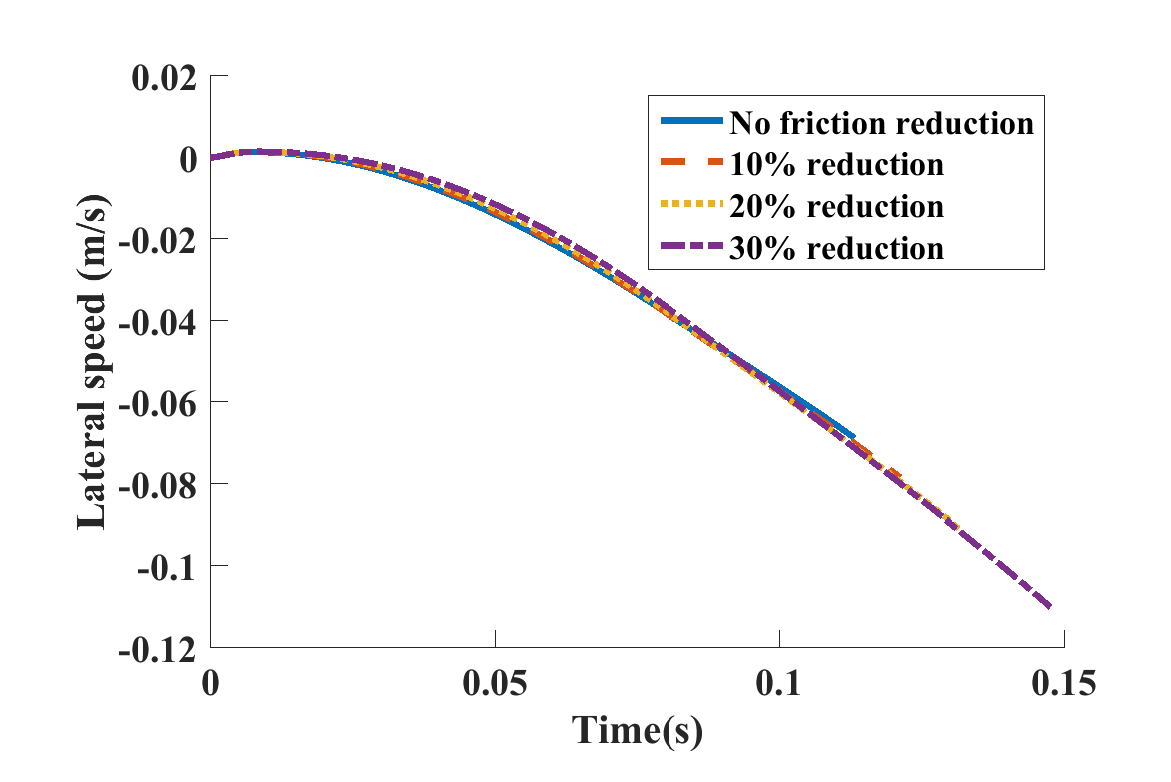 0.02
0
-0.02
-0.04
-0.06
-0.08
-0.1
-0.12
Lateral speed (m/s)
No friction reduction
10% reduction
20% reduction
30% reduction
0 0.05 0.1 0.15
Time(s)